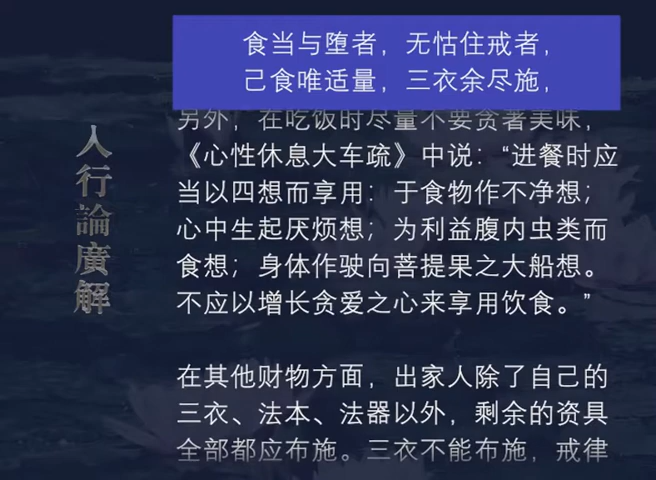 食当与堕者，无怙住戒者，
己食唯适量，三衣余尽施，
另外，在吃饭时尽量不要贪著美味，
《心性休息大车疏》中说：“进餐时应
当以四想而享用：于食物作不净想；
心中生起厌烦想；为利益腹内虫类而
食想；身体作驶向菩提果之大船想。
不应以增长贪爱之心来享用饮食。”
在其他财物方面，出家人除了自己的
三衣、法本、法器以外，剩余的资具
全部都应布施。三衣不能布施，戒律
入行論廣解